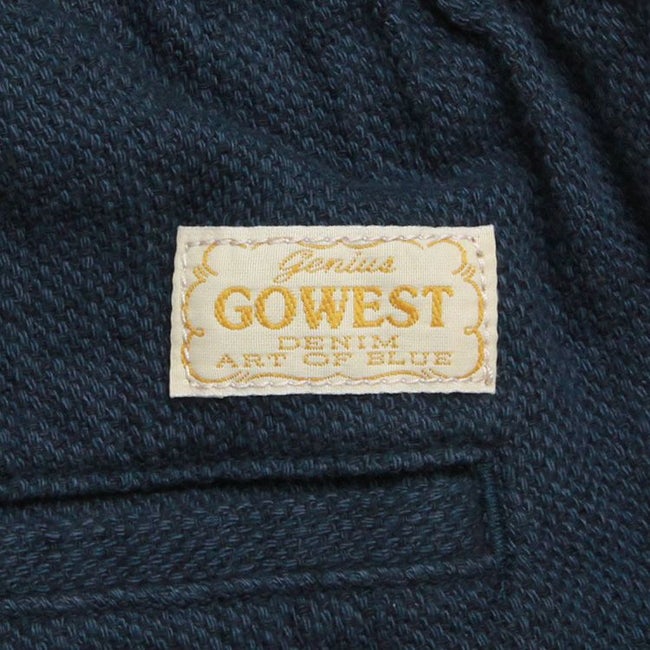 Genius
GOWEST
DENIM
ART OF BLUE